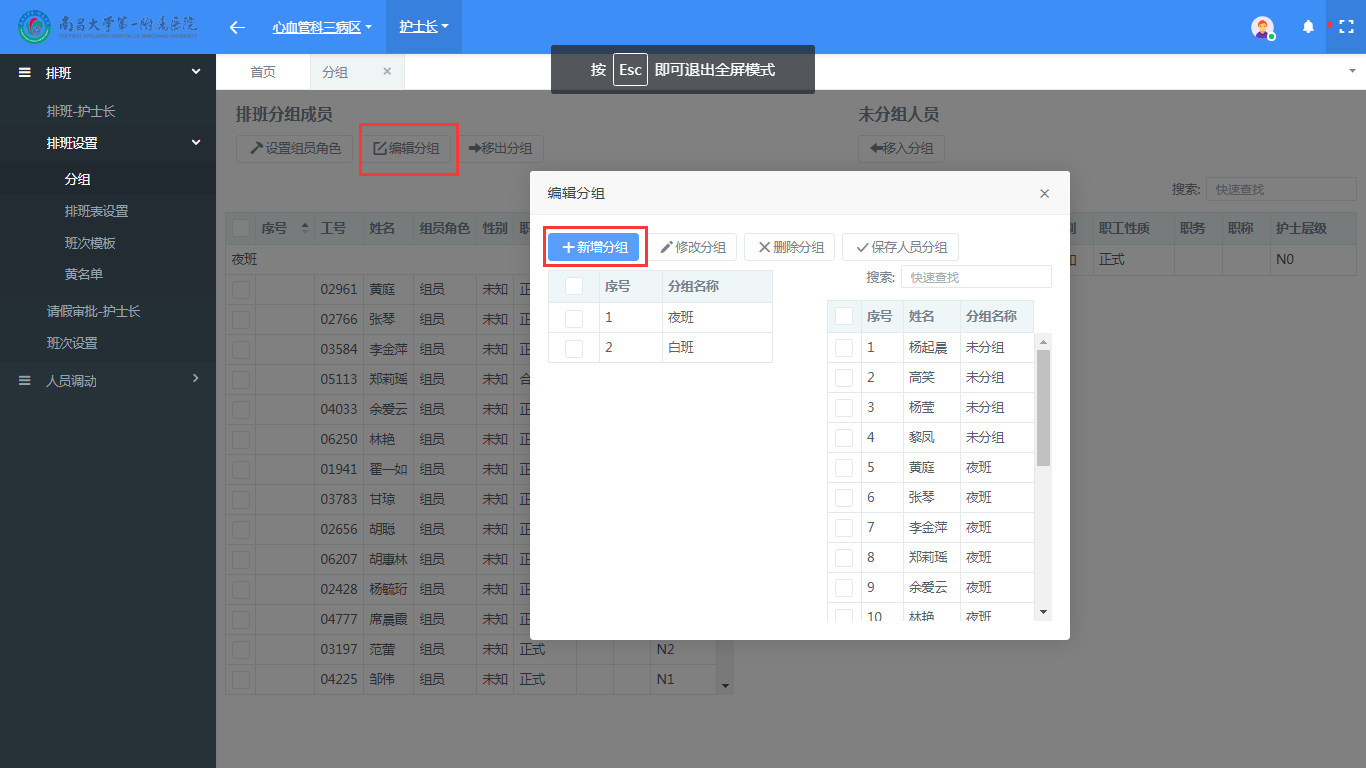 南昌大学第一附属医院
心血管科三病区
护士长
排班
排班-护士长
排班设置
分组
排班表设置
班次模板
黄名单
请假审批-护士长
班次设置
人员调动
首页
分组 ×
按 Esc 即可退出全屏模式
排班分组成员
设置组员角色 编辑分组 移出分组
未分组人员
移入分组
搜索: 快速查找
序号 工号 姓名 组员角色 性别
夜班
02961 黄庭 组员 未知
02766 张琴 组员 未知
03584 李金萍 组员 未知
05113 郑莉瑶 组员 未知
04033 余爱云 组员 未知
06250 林艳 组员 未知
01941 翟一如 组员 未知
03783 甘琼 组员 未知
02656 胡聪 组员 未知
06207 胡惠林 组员 未知
02428 杨毓珩 组员 未知
04777 席晨霞 组员 未知
03197 范蕾 组员 未知 正式 N2
04225 邹伟 组员 未知 正式 N1
职工性质 职务 职称 护士层级
正式 N0
编辑分组 ×
新增分组 修改分组 删除分组 保存人员分组
序号 分组名称
1 夜班
2 白班
搜索: 快速查找
序号 姓名 分组名称
1 杨起晨 未分组
2 高笑 未分组
3 杨莹 未分组
4 黎凤 未分组
5 黄庭 夜班
6 张琴 夜班
7 李金萍 夜班
8 郑莉瑶 夜班
9 余爱云 夜班
10 林艳 夜班